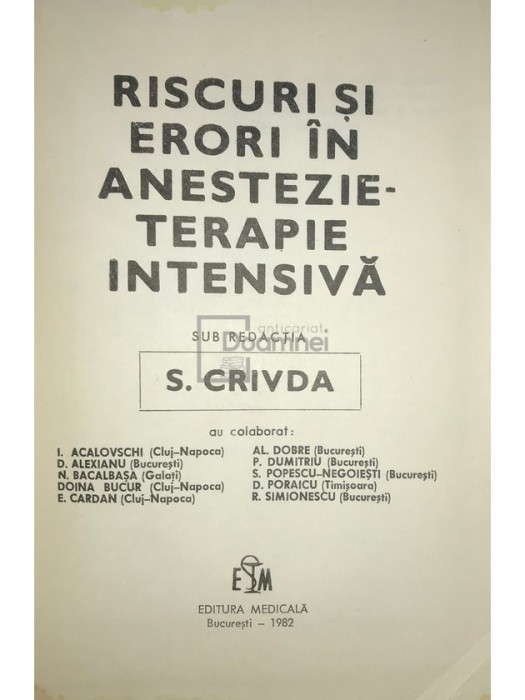 RISCURI ȘI
ERORI ÎN
ANESTEZIE-
TERAPIE
INTENSIVĂ
SUB REDACȚIA
anticariat
Doamnei
S. CRIVDA
au colaborat:
I. ACALOVSCHI (Cluj-Napoca)
D. ALEXIANU (București)
N. BACALBAȘA (Galați)
DOINA BUCUR (Cluj-Napoca)
E. CARDAN (Cluj-Napoca)
AL. DOBRE (București)
P. DUMITRIU (București)
S. POPESCU-NEGOIEȘTI (București)
D. PORAICU (Timișoara)
R. SIMIONESCU (București)
EM
EDITURA MEDICALĂ
București - 1982